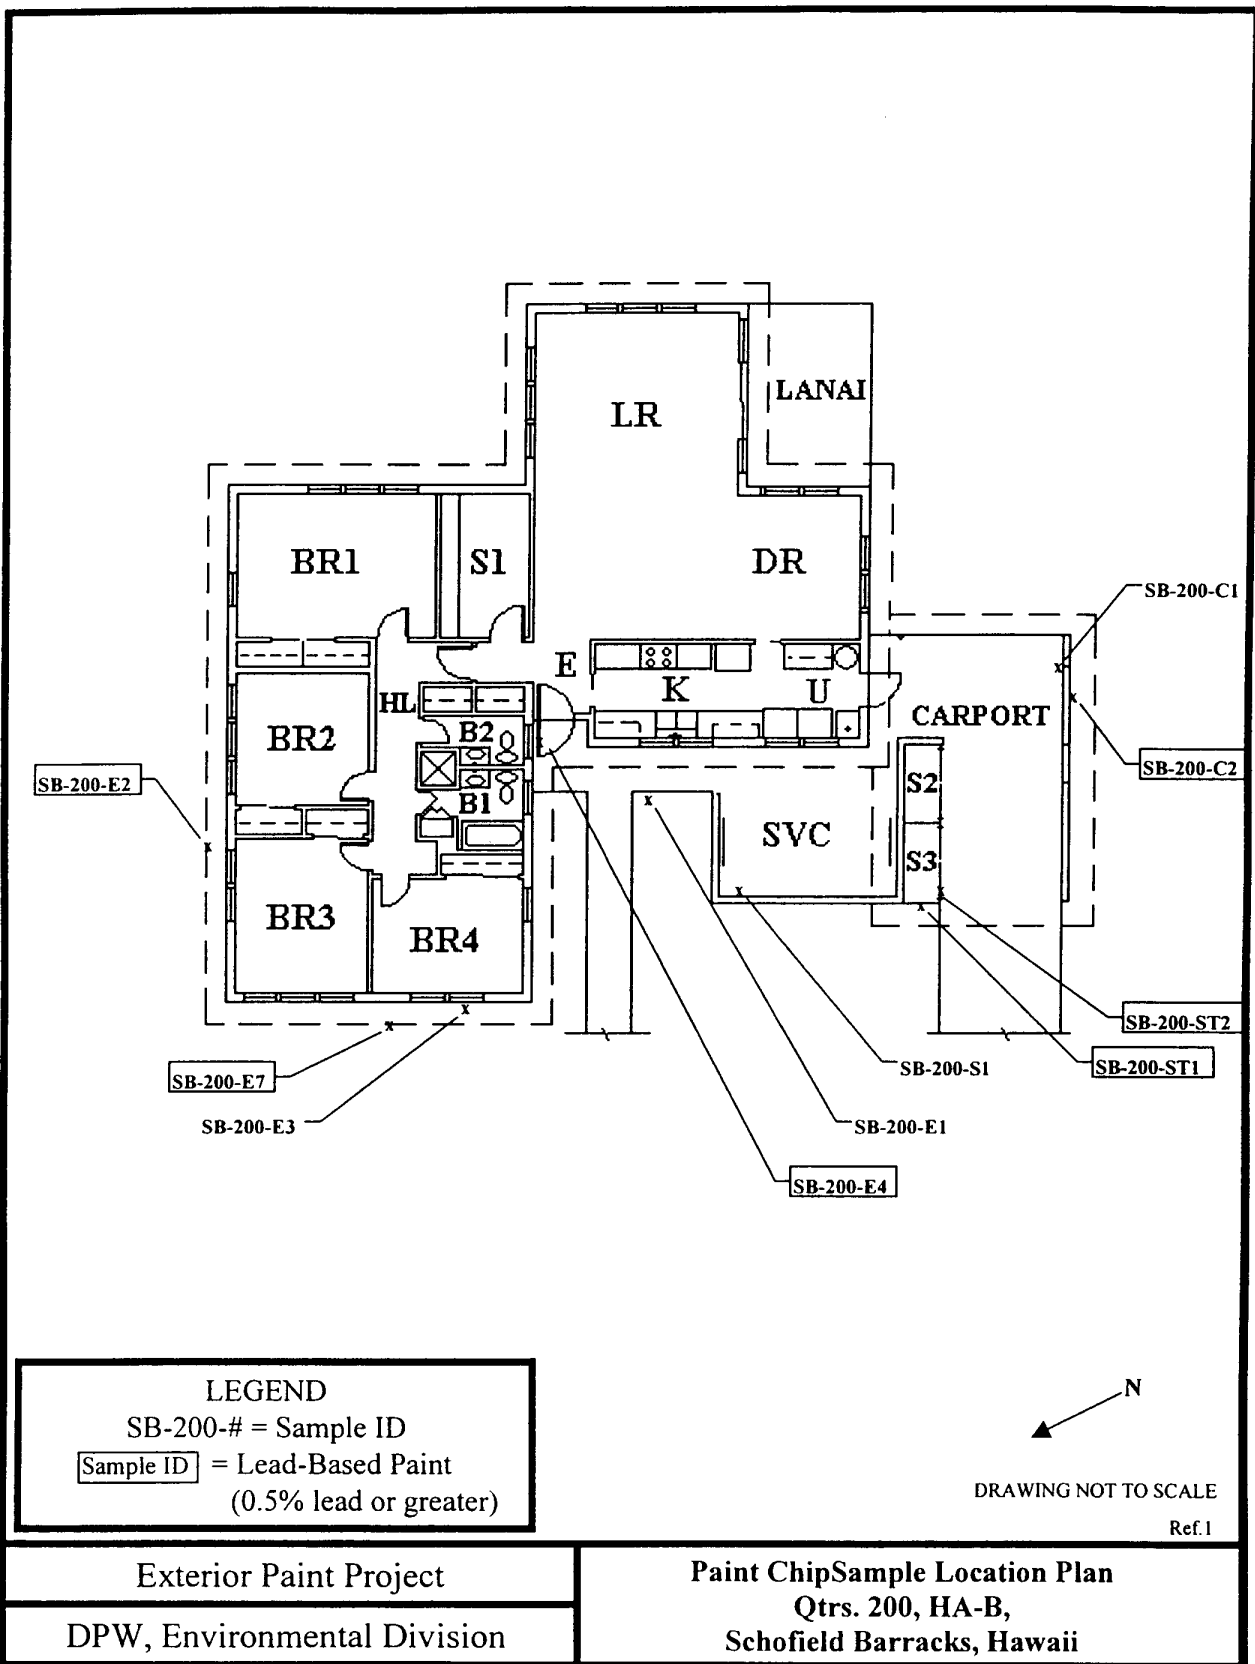 LANAI
LR
BR1
S1
DR
SB-200-C1
E
K
U
HL
CARPORT
BR2
B2
SB-200-C2
SB-200-E2
S2
B1
SVC
S3
BR3
BR4
SB-200-ST2
SB-200-S1
SB-200-ST1
SB-200-E7
SB-200-E3
SB-200-E1
SB-200-E4
N
LEGEND
SB-200-# = Sample ID
Sample ID = Lead-Based Paint
(0.5% lead or greater)
DRAWING NOT TO SCALE
Ref.1
Exterior Paint Project
DPW, Environmental Division
Paint ChipSample Location Plan
Qtrs. 200, HA-B,
Schofield Barracks, Hawaii